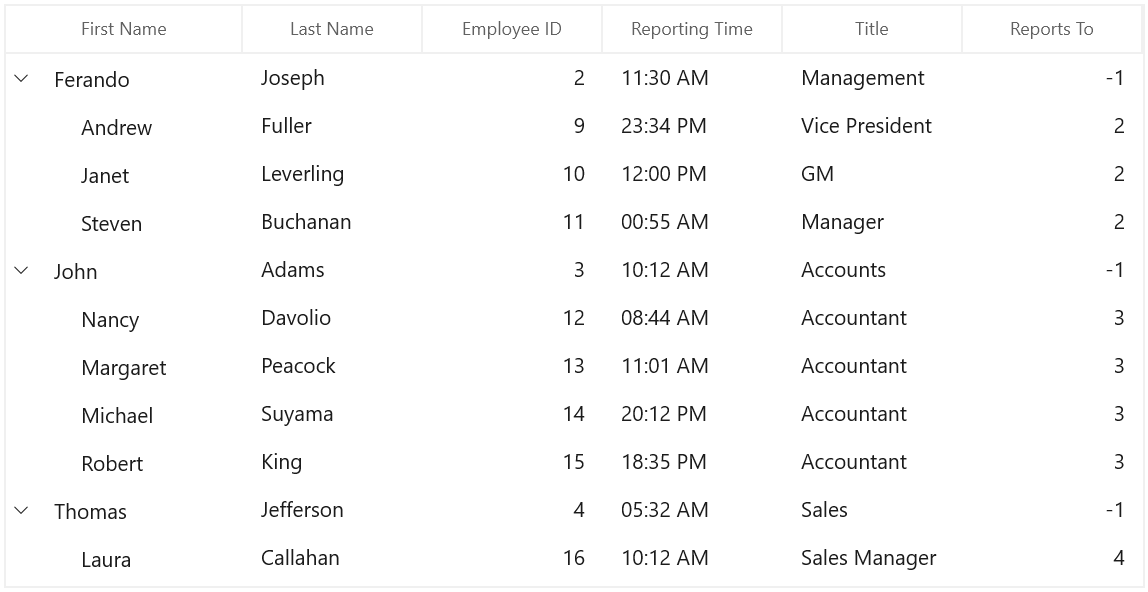 First Name Last Name Employee ID Reporting Time Title Reports To
Ferando Joseph 2 11:30 AM Management -1
Andrew Fuller 9 23:34 PM Vice President 2
Janet Leverling 10 12:00 PM GM 2
Steven Buchanan 11 00:55 AM Manager 2
John Adams 3 10:12 AM Accounts -1
Nancy Davolio 12 08:44 AM Accountant 3
Margaret Peacock 13 11:01 AM Accountant 3
Michael Suyama 14 20:12 PM Accountant 3
Robert King 15 18:35 PM Accountant 3
Thomas Jefferson 4 05:32 AM Sales -1
Laura Callahan 16 10:12 AM Sales Manager 4